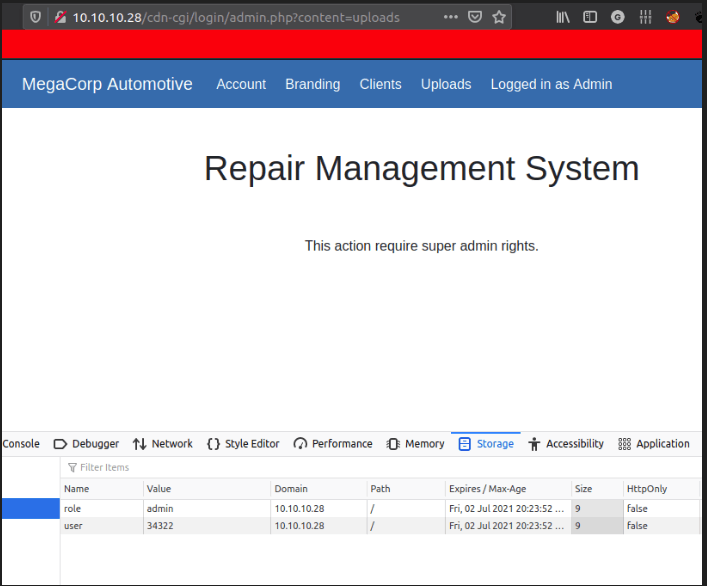 10.10.10.28/cdn-cgi/login/admin.php?content=uploads
MegaCorp Automotive Account Branding Clients Uploads Logged in as Admin
Repair Management System
This action require super admin rights.
Console Debugger Network Style Editor Performance Memory Storage Accessibility Application
Filter Items
Name Value Domain Path Expires / Max-Age Size HttpOnly
role admin 10.10.10.28 / Fri, 02 Jul 2021 20:23:52 ... 9 false
user 34322 10.10.10.28 / Fri, 02 Jul 2021 20:23:52 ... 9 false